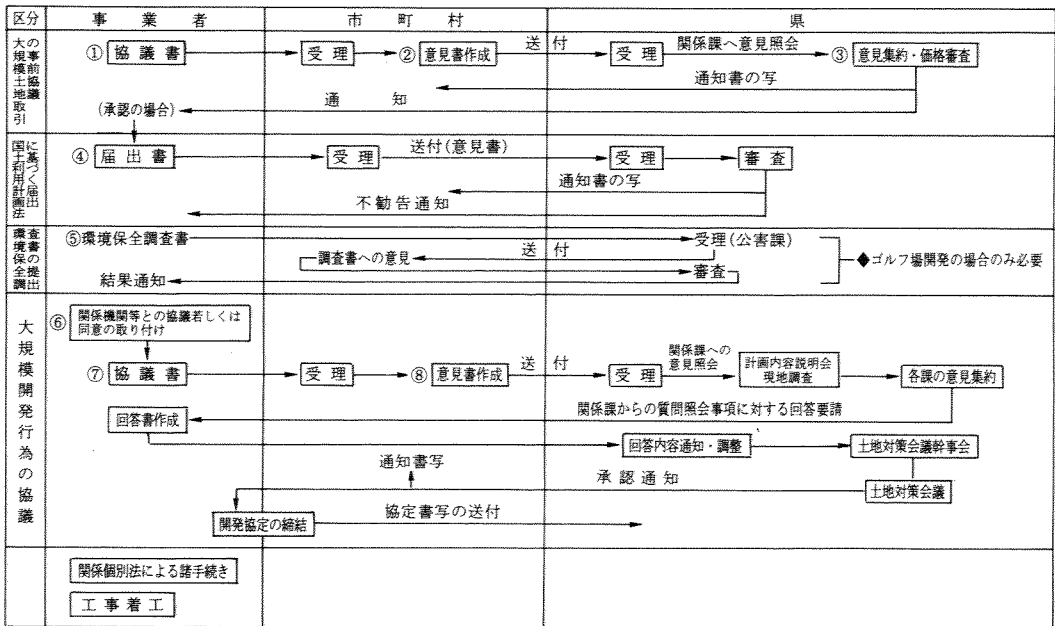 区分 事業者 市町村 県
大規模土地取引の事前協議
① 協議書 受理 ② 意見書作成 送付 受理 関係課へ意見照会 ③ 意見集約・価格審査
通知書の写
通知
(承認の場合)
国土利用計画法に基づく届出
④ 届出書 受理 送付(意見書) 受理 審査
通知書の写
不勧告通知
環境保全調査書の提出
⑤環境保全調査書 受理(公害課)
送付
調査書への意見 審査
◆ゴルフ場開発の場合のみ必要
結果通知
大規模開発行為の協議
⑥ 関係機関等との協議若しくは
同意の取り付け
⑦ 協議書 受理 ⑧ 意見書作成 送付 受理 関係課への
意見照会 計画内容説明会
現地調査 各課の意見集約
関係課からの質問照会事項に対する回答要請
回答書作成
回答内容通知・調整 土地対策会議幹事会
通知書写 承認通知
土地対策会議
開発協定の締結 協定書写の送付
関係個別法による諸手続き
工事着工